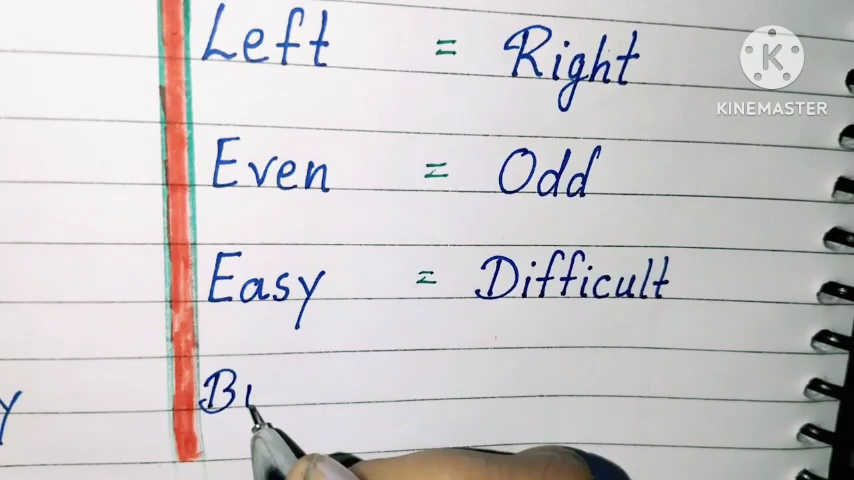 Left = Right
KINEMASTER
Even = Odd
Easy = Difficult
y